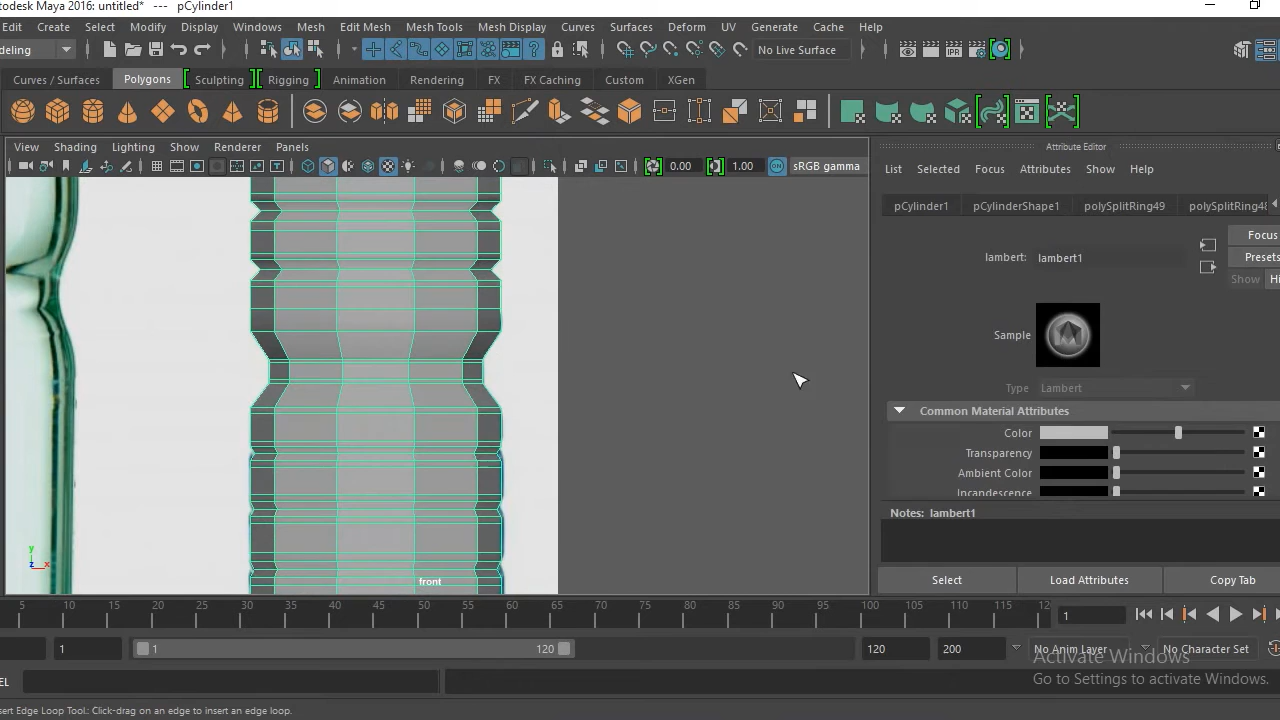 todesk Maya 2016: untitled* --- pCylinder1
Edit Create Select Modify Display Windows Mesh Edit Mesh Mesh Tools Mesh Display Curves Surfaces Deform UV Generate Cache Help
deling No Live Surface
Curves / Surfaces Polygons Sculpting Rigging Animation Rendering FX FX Caching Custom XGen
View Shading Lighting Show Renderer Panels
Attribute Editor
0.00 1.00 ON sRGB gamma
List Selected Focus Attributes Show Help
pCylinder1 pCylinderShape1 polySplitRing49 polySplitRing48
Focus
lambert: lambert1 Presets
Show Hi
Sample
Type Lambert
Common Material Attributes
Color
Transparency
Ambient Color
Incandescence
Notes: lambert1
y
z x
front
Select Load Attributes Copy Tab
5 10 15 20 25 30 35 40 45 50 55 60 65 70 75 80 85 90 95 100 105 110 115 12 1
1 1 120 120 200 No Anim Layer No Character Set
Activate Windows
EL Go to Settings to activate Windows.
sert Edge Loop Tool: Click-drag on an edge to insert an edge loop.